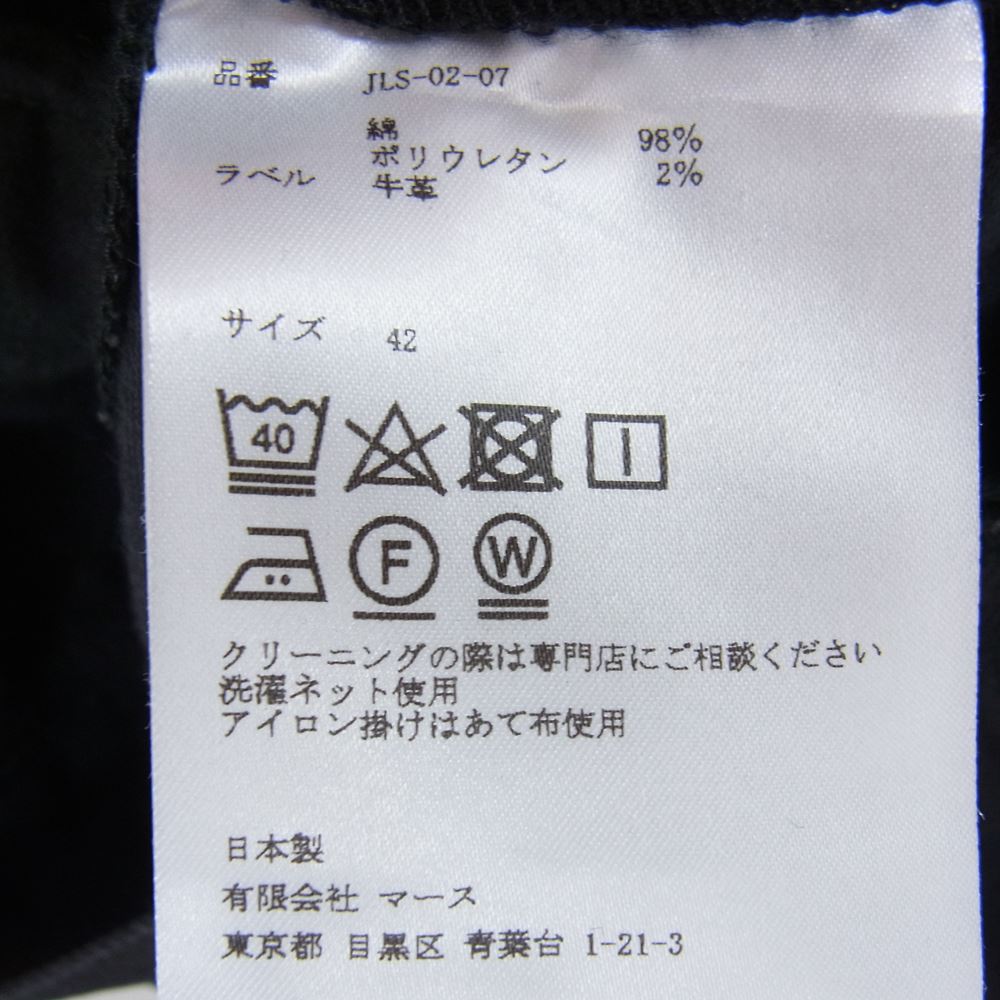 品番 JLS-02-07
綿 98%
ポリウレタン 2%
ラベル 牛革
サイズ 42
40
F W
クリーニングの際は専門店にご相談ください
洗濯ネット使用
アイロン掛けはあて布使用
日本製
有限会社 マース
東京都 目黒区 青葉台 1-21-3